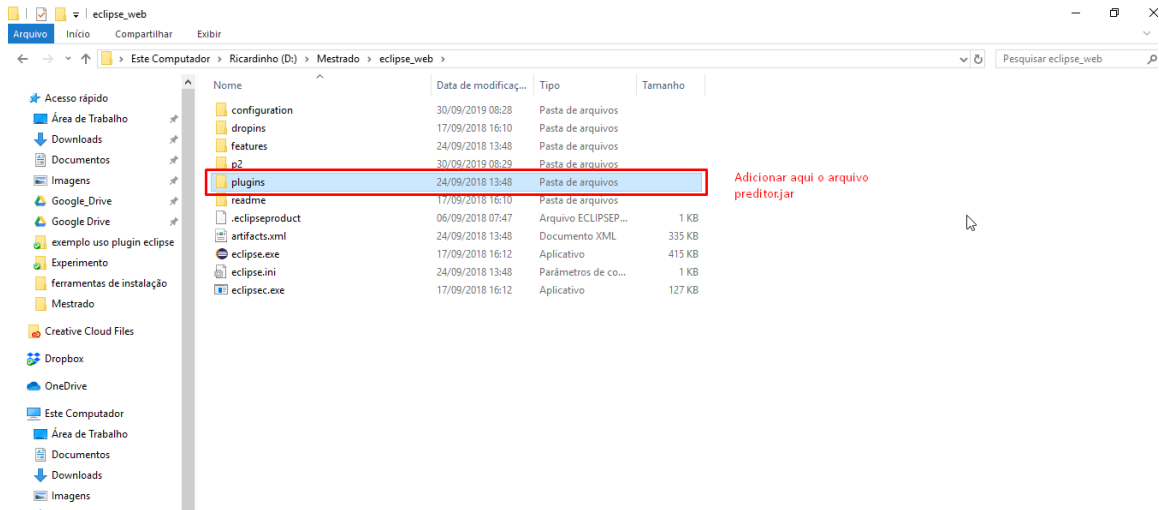 eclipse_web
Arquivo Início Compartilhar Exibir
Este Computador > Ricardinho (D:) > Mestrado > eclipse_web >
Pesquisar eclipse_web
Nome Data de modificaç... Tipo Tamanho
configuration 30/09/2019 08:28 Pasta de arquivos
dropins 17/09/2018 16:10 Pasta de arquivos
features 24/09/2018 13:48 Pasta de arquivos
p2 30/09/2019 08:29 Pasta de arquivos
plugins 24/09/2018 13:48 Pasta de arquivos
readme 17/09/2018 16:10 Pasta de arquivos
.eclipseproduct 06/09/2018 07:47 Arquivo ECLIPSEP... 1 KB
artifacts.xml 24/09/2018 13:48 Documento XML 335 KB
eclipse.exe 17/09/2018 16:12 Aplicativo 415 KB
eclipse.ini 24/09/2018 13:48 Parâmetros de co... 1 KB
eclipsec.exe 17/09/2018 16:12 Aplicativo 127 KB
Adicionar aqui o arquivo
preditor.jar
Acesso rápido
Área de Trabalho
Downloads
Documentos
Imagens
Google_Drive
Google Drive
exemplo uso plugin eclipse
Experimento
ferramentas de instalação
Mestrado
Creative Cloud Files
Dropbox
OneDrive
Este Computador
Área de Trabalho
Documentos
Downloads
Imagens